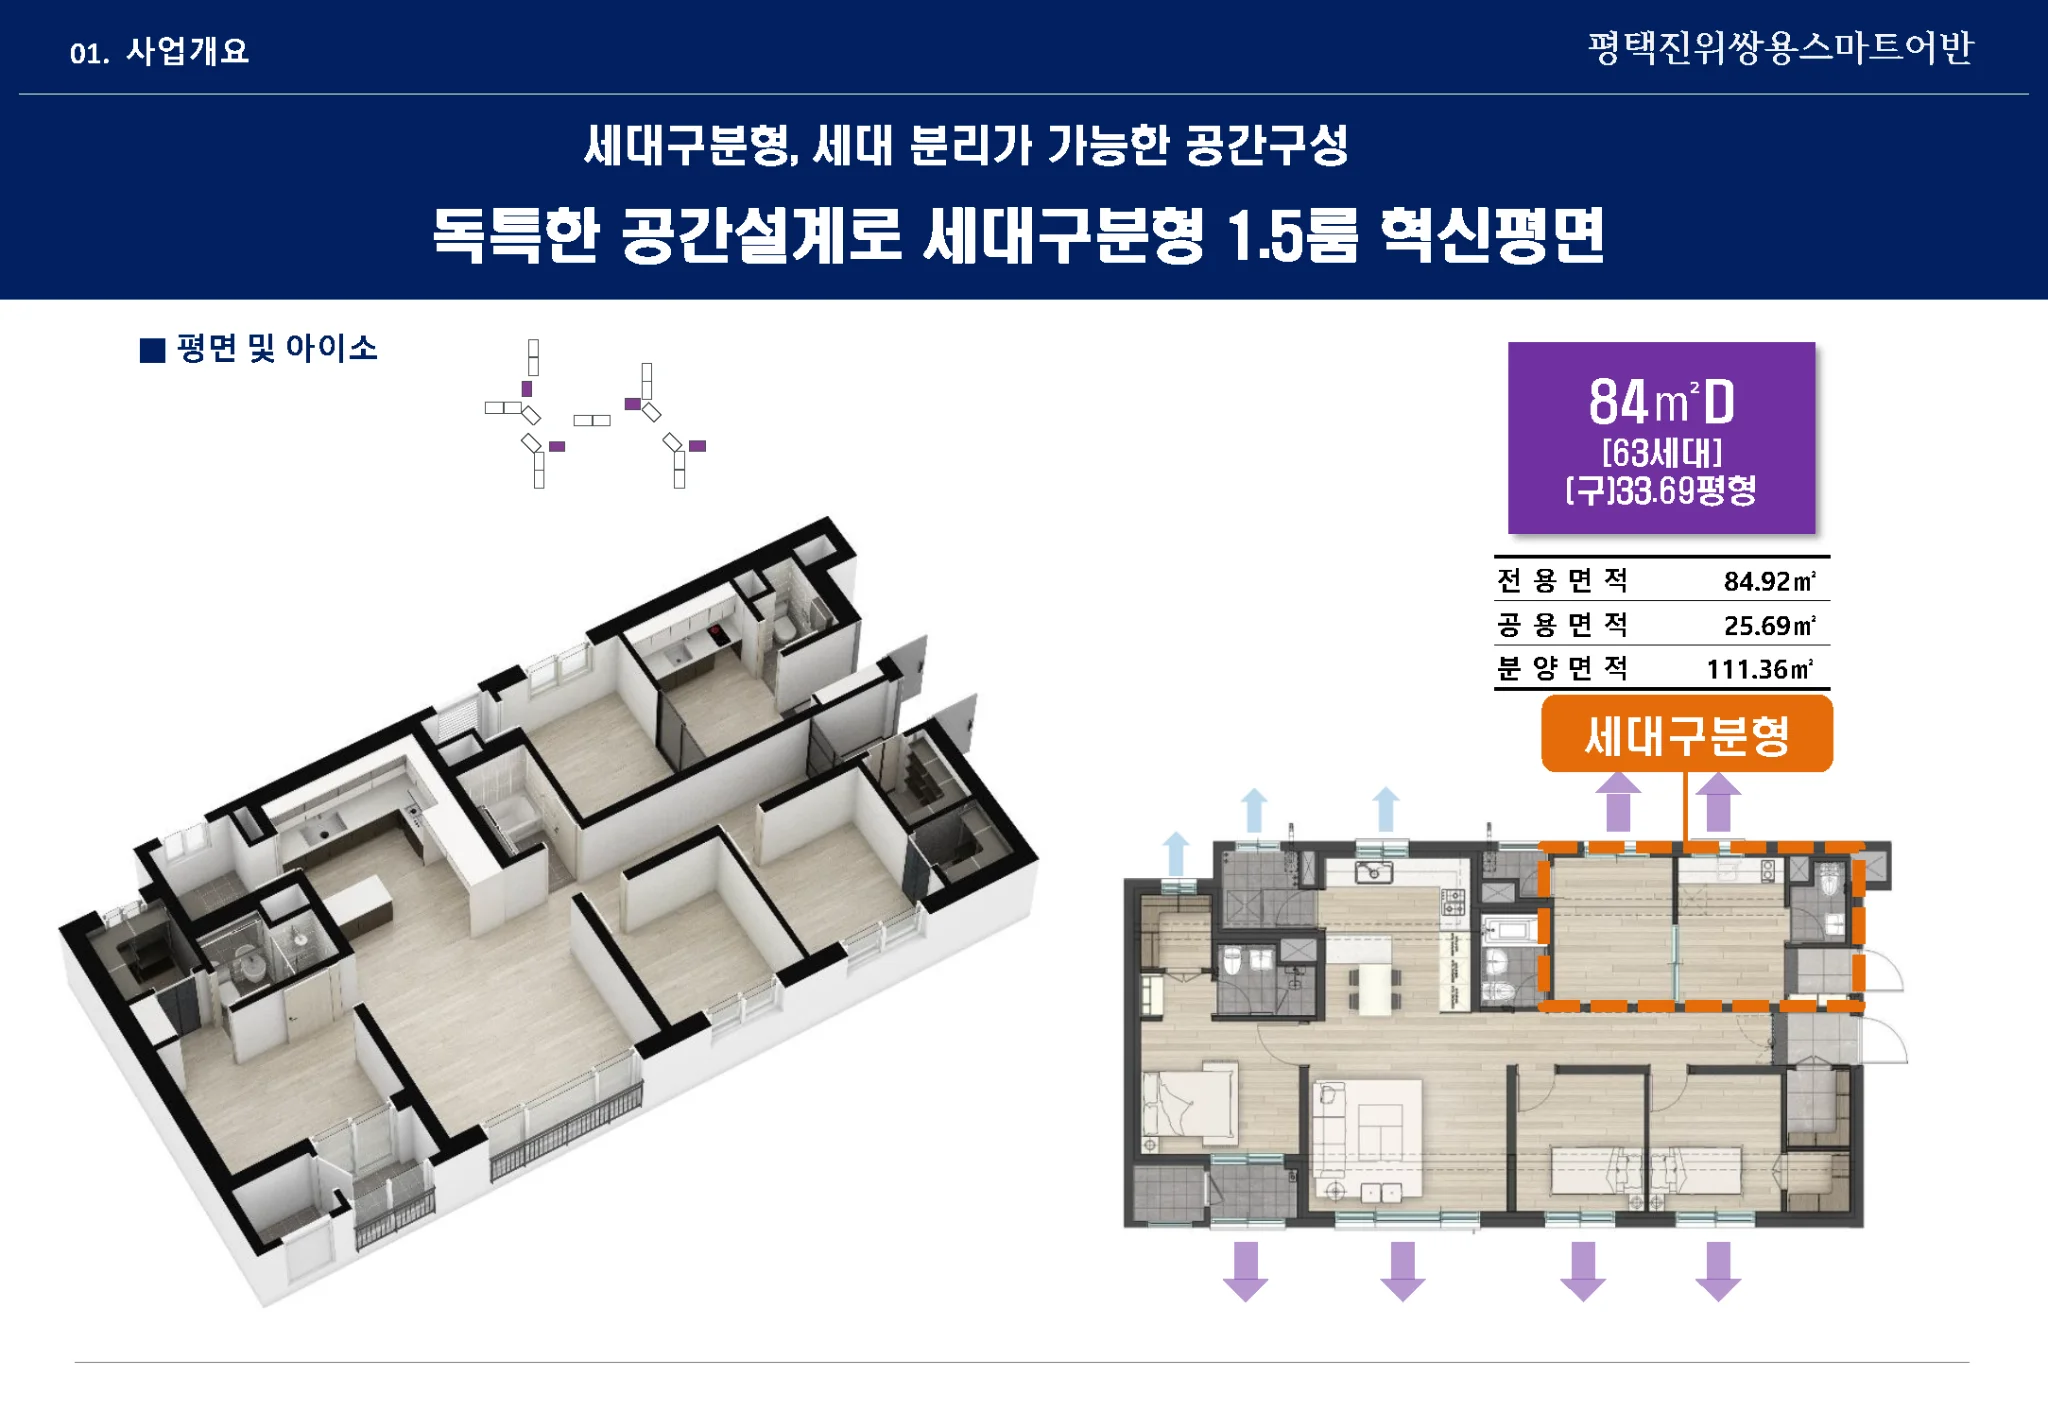 01. 사업개요
평택진위쌍용스마트어반
세대구분형, 세대 분리가 가능한 공간구성
독특한 공간설계로 세대구분형 1.5룸 혁신평면
■ 평면 및 아이소
84㎡D
[63세대]
(구)33.69평형
전용면적 84.92㎡
공용면적 25.69㎡
분양면적 111.36㎡
세대구분형